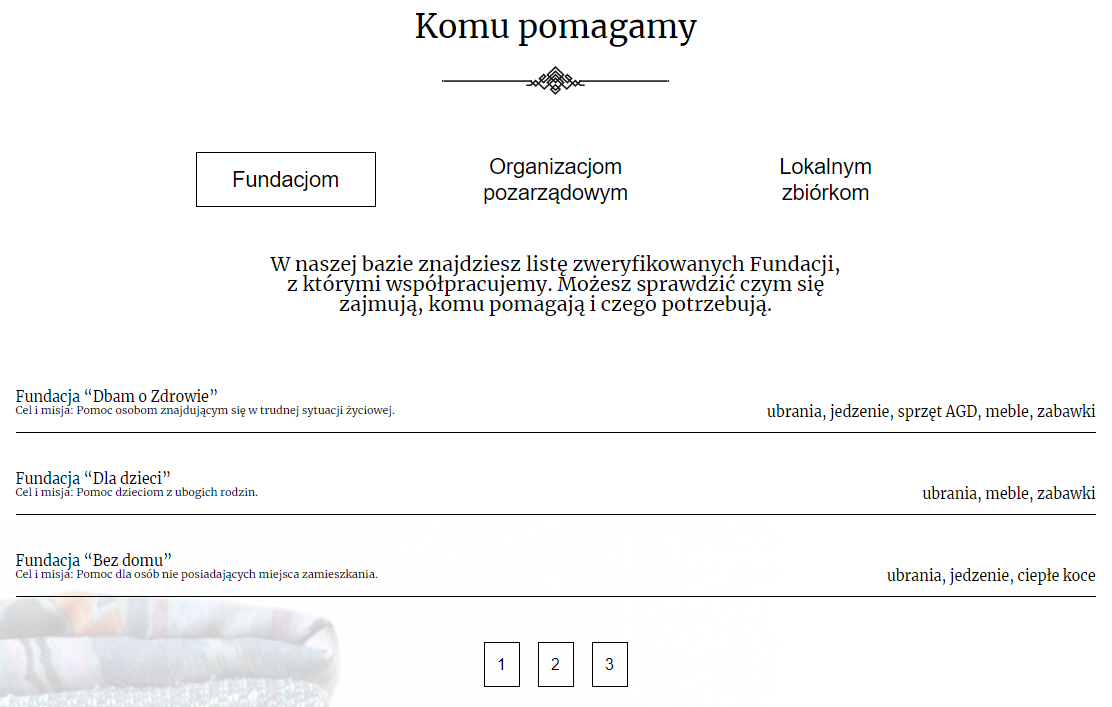 Komu pomagamy
Fundacjom
Organizacjom
pozarządowym
Lokalnym
zbiórkom
W naszej bazie znajdziesz listę zweryfikowanych Fundacji,
z którymi współpracujemy. Możesz sprawdzić czym się
zajmują, komu pomagają i czego potrzebują.
Fundacja “Dbam o Zdrowie”
Cel i misja: Pomoc osobom znajdującym się w trudnej sytuacji życiowej.
ubrania, jedzenie, sprzęt AGD, meble, zabawki
Fundacja “Dla dzieci”
Cel i misja: Pomoc dzieciom z ubogich rodzin.
ubrania, meble, zabawki
Fundacja “Bez domu”
Cel i misja: Pomoc dla osób nie posiadających miejsca zamieszkania.
ubrania, jedzenie, ciepłe koce
1 2 3